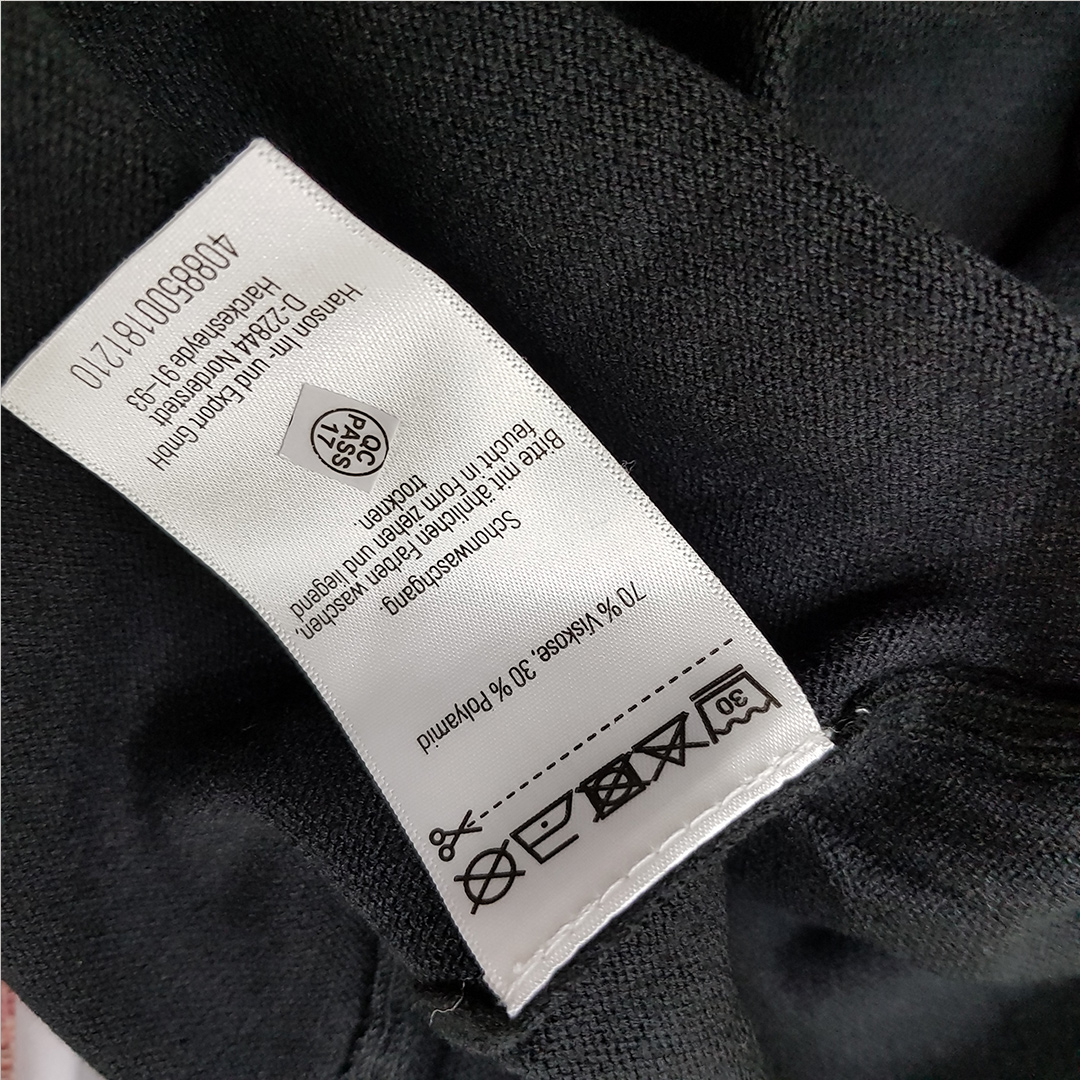 30
70 % Viskose, 30 % Polyamid
Schonwaschgang.
Bitte mit ähnlichen Farben waschen,
feucht in Form ziehen und liegend
trocknen.
QC
PASS
17
Hanson Im- und Export GmbH
D-22844 Norderstedt
Harckesheyde 91–93
4088500181210